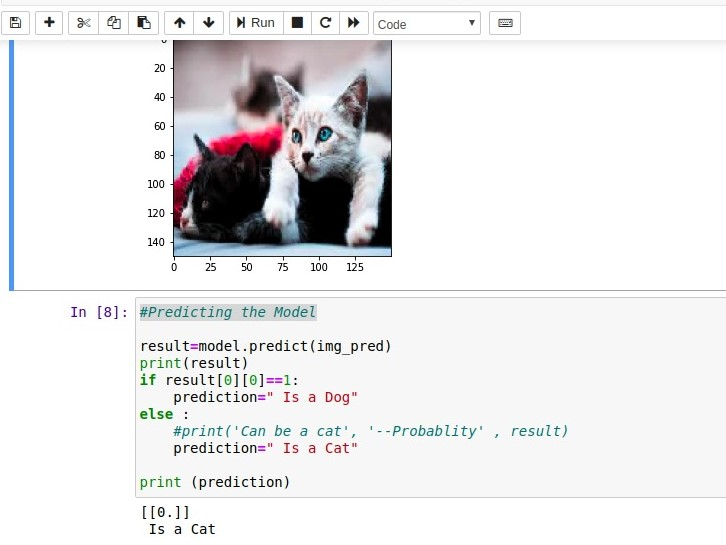 Run
Code
0
20
40
60
80
100
120
140
0 25 50 75 100 125
In [8]: #Predicting the Model
result=model.predict(img_pred)
print(result)
if result[0][0]==1:
    prediction=" Is a Dog"
else :
    #print('Can be a cat', '--Probablity' , result)
    prediction=" Is a Cat"
print (prediction)
[[0.]]
 Is a Cat